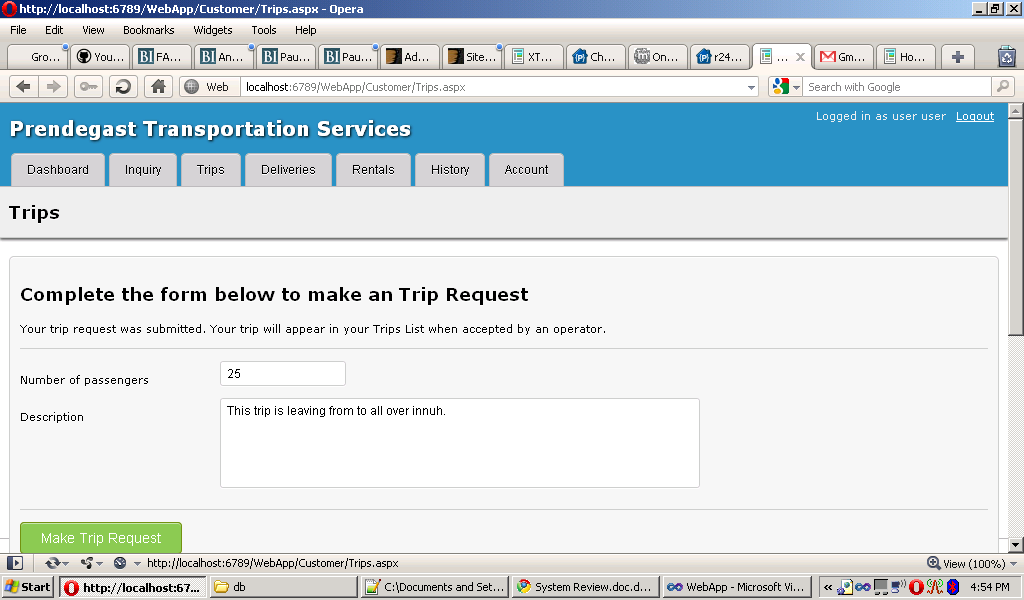 http://localhost:6789/WebApp/Customer/Trips.aspx - Opera
File Edit View Bookmarks Widgets Tools Help
Gro... You... BI FA... BI An... BI Pau... BI Pau... Ad... Site... XT... Ch... On... r24... ... Gm... Ho...
Web localhost:6789/WebApp/Customer/Trips.aspx Search with Google
Logged in as user user Logout
Prendegast Transportation Services
Dashboard Inquiry Trips Deliveries Rentals History Account
Trips
Complete the form below to make an Trip Request
Your trip request was submitted. Your trip will appear in your Trips List when accepted by an operator.
Number of passengers 25
Description This trip is leaving from to all over innuh.
Make Trip Request
http://localhost:6789/WebApp/Customer/Trips.aspx View (100%)
Start http://localhost:67... db C:\Documents and Set... System Review.doc.d... WebApp - Microsoft Vi... « 4:54 PM